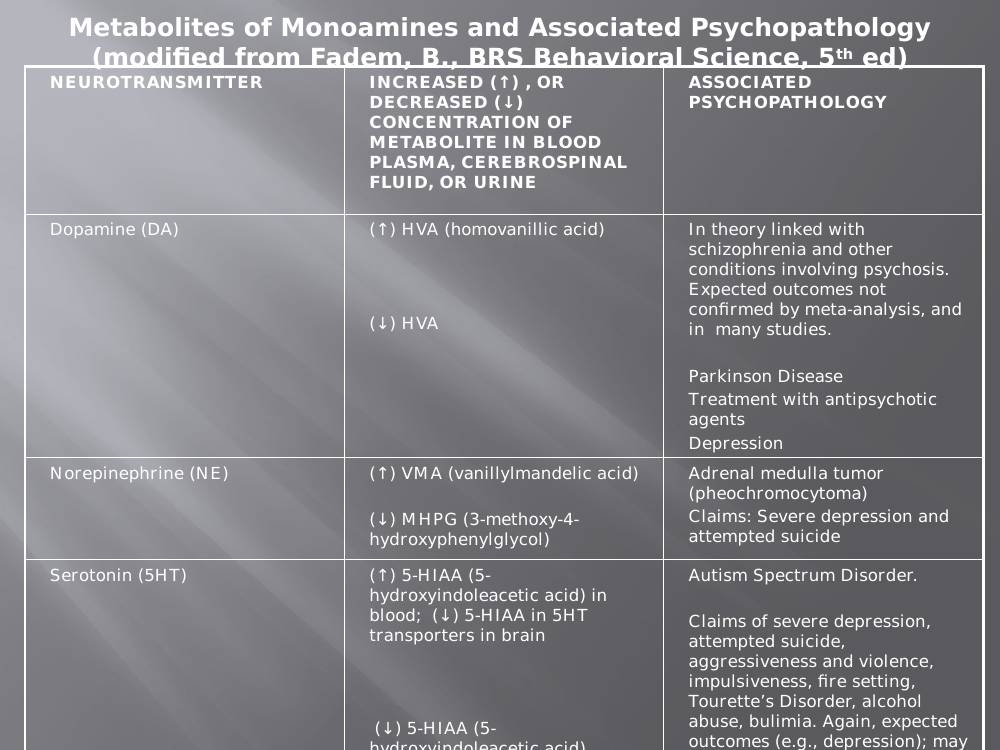 Metabolites of Monoamines and Associated Psychopathology
(modified from Fadem, B., BRS Behavioral Science, 5th ed)
NEUROTRANSMITTER
INCREASED (↑) , OR
DECREASED (↓)
CONCENTRATION OF
METABOLITE IN BLOOD
PLASMA, CEREBROSPINAL
FLUID, OR URINE
ASSOCIATED
PSYCHOPATHOLOGY
Dopamine (DA)
(↑) HVA (homovanillic acid)
(↓) HVA
In theory linked with
schizophrenia and other
conditions involving psychosis.
Expected outcomes not
confirmed by meta-analysis, and
in  many studies.
Parkinson Disease
Treatment with antipsychotic
agents
Depression
Norepinephrine (NE)
(↑) VMA (vanillylmandelic acid)
(↓) MHPG (3-methoxy-4-
hydroxyphenylglycol)
Adrenal medulla tumor
(pheochromocytoma)
Claims: Severe depression and
attempted suicide
Serotonin (5HT)
(↑) 5-HIAA (5-
hydroxyindoleacetic acid) in
blood;  (↓) 5-HIAA in 5HT
transporters in brain
(↓) 5-HIAA (5-
hydroxyindoleacetic acid)
Autism Spectrum Disorder.
Claims of severe depression,
attempted suicide,
aggressiveness and violence,
impulsiveness, fire setting,
Tourette’s Disorder, alcohol
abuse, bulimia. Again, expected
outcomes (e.g., depression); may